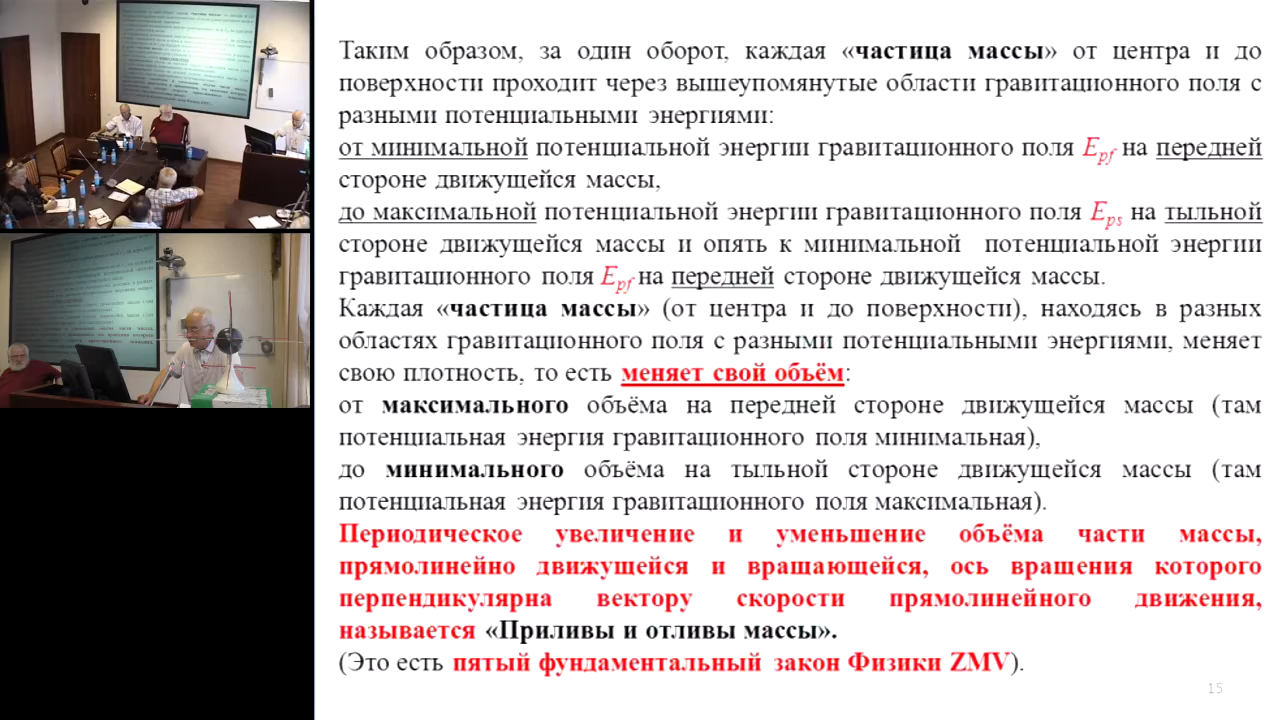 Таким образом, за один оборот, каждая «частица массы» от центра и до
поверхности проходит через вышеупомянутые области гравитационного поля с
разными потенциальными энергиями:
от минимальной потенциальной энергии гравитационного поля Epf на передней
стороне движущейся массы,
до максимальной потенциальной энергии гравитационного поля Eps на тыльной
стороне движущейся массы и опять к минимальной потенциальной энергии
гравитационного поля Epf на передней стороне движущейся массы.
Каждая «частица массы» (от центра и до поверхности), находясь в разных
областях гравитационного поля с разными потенциальными энергиями, меняет
свою плотность, то есть меняет свой объём:
от максимального объёма на передней стороне движущейся массы (там
потенциальная энергия гравитационного поля минимальная),
до минимального объёма на тыльной стороне движущейся массы (там
потенциальная энергия гравитационного поля максимальная).
Периодическое увеличение и уменьшение объёма части массы,
прямолинейно движущейся и вращающейся, ось вращения которого
перпендикулярна вектору скорости прямолинейного движения,
называется «Приливы и отливы массы».
(Это есть пятый фундаментальный закон Физики ZMV).
15